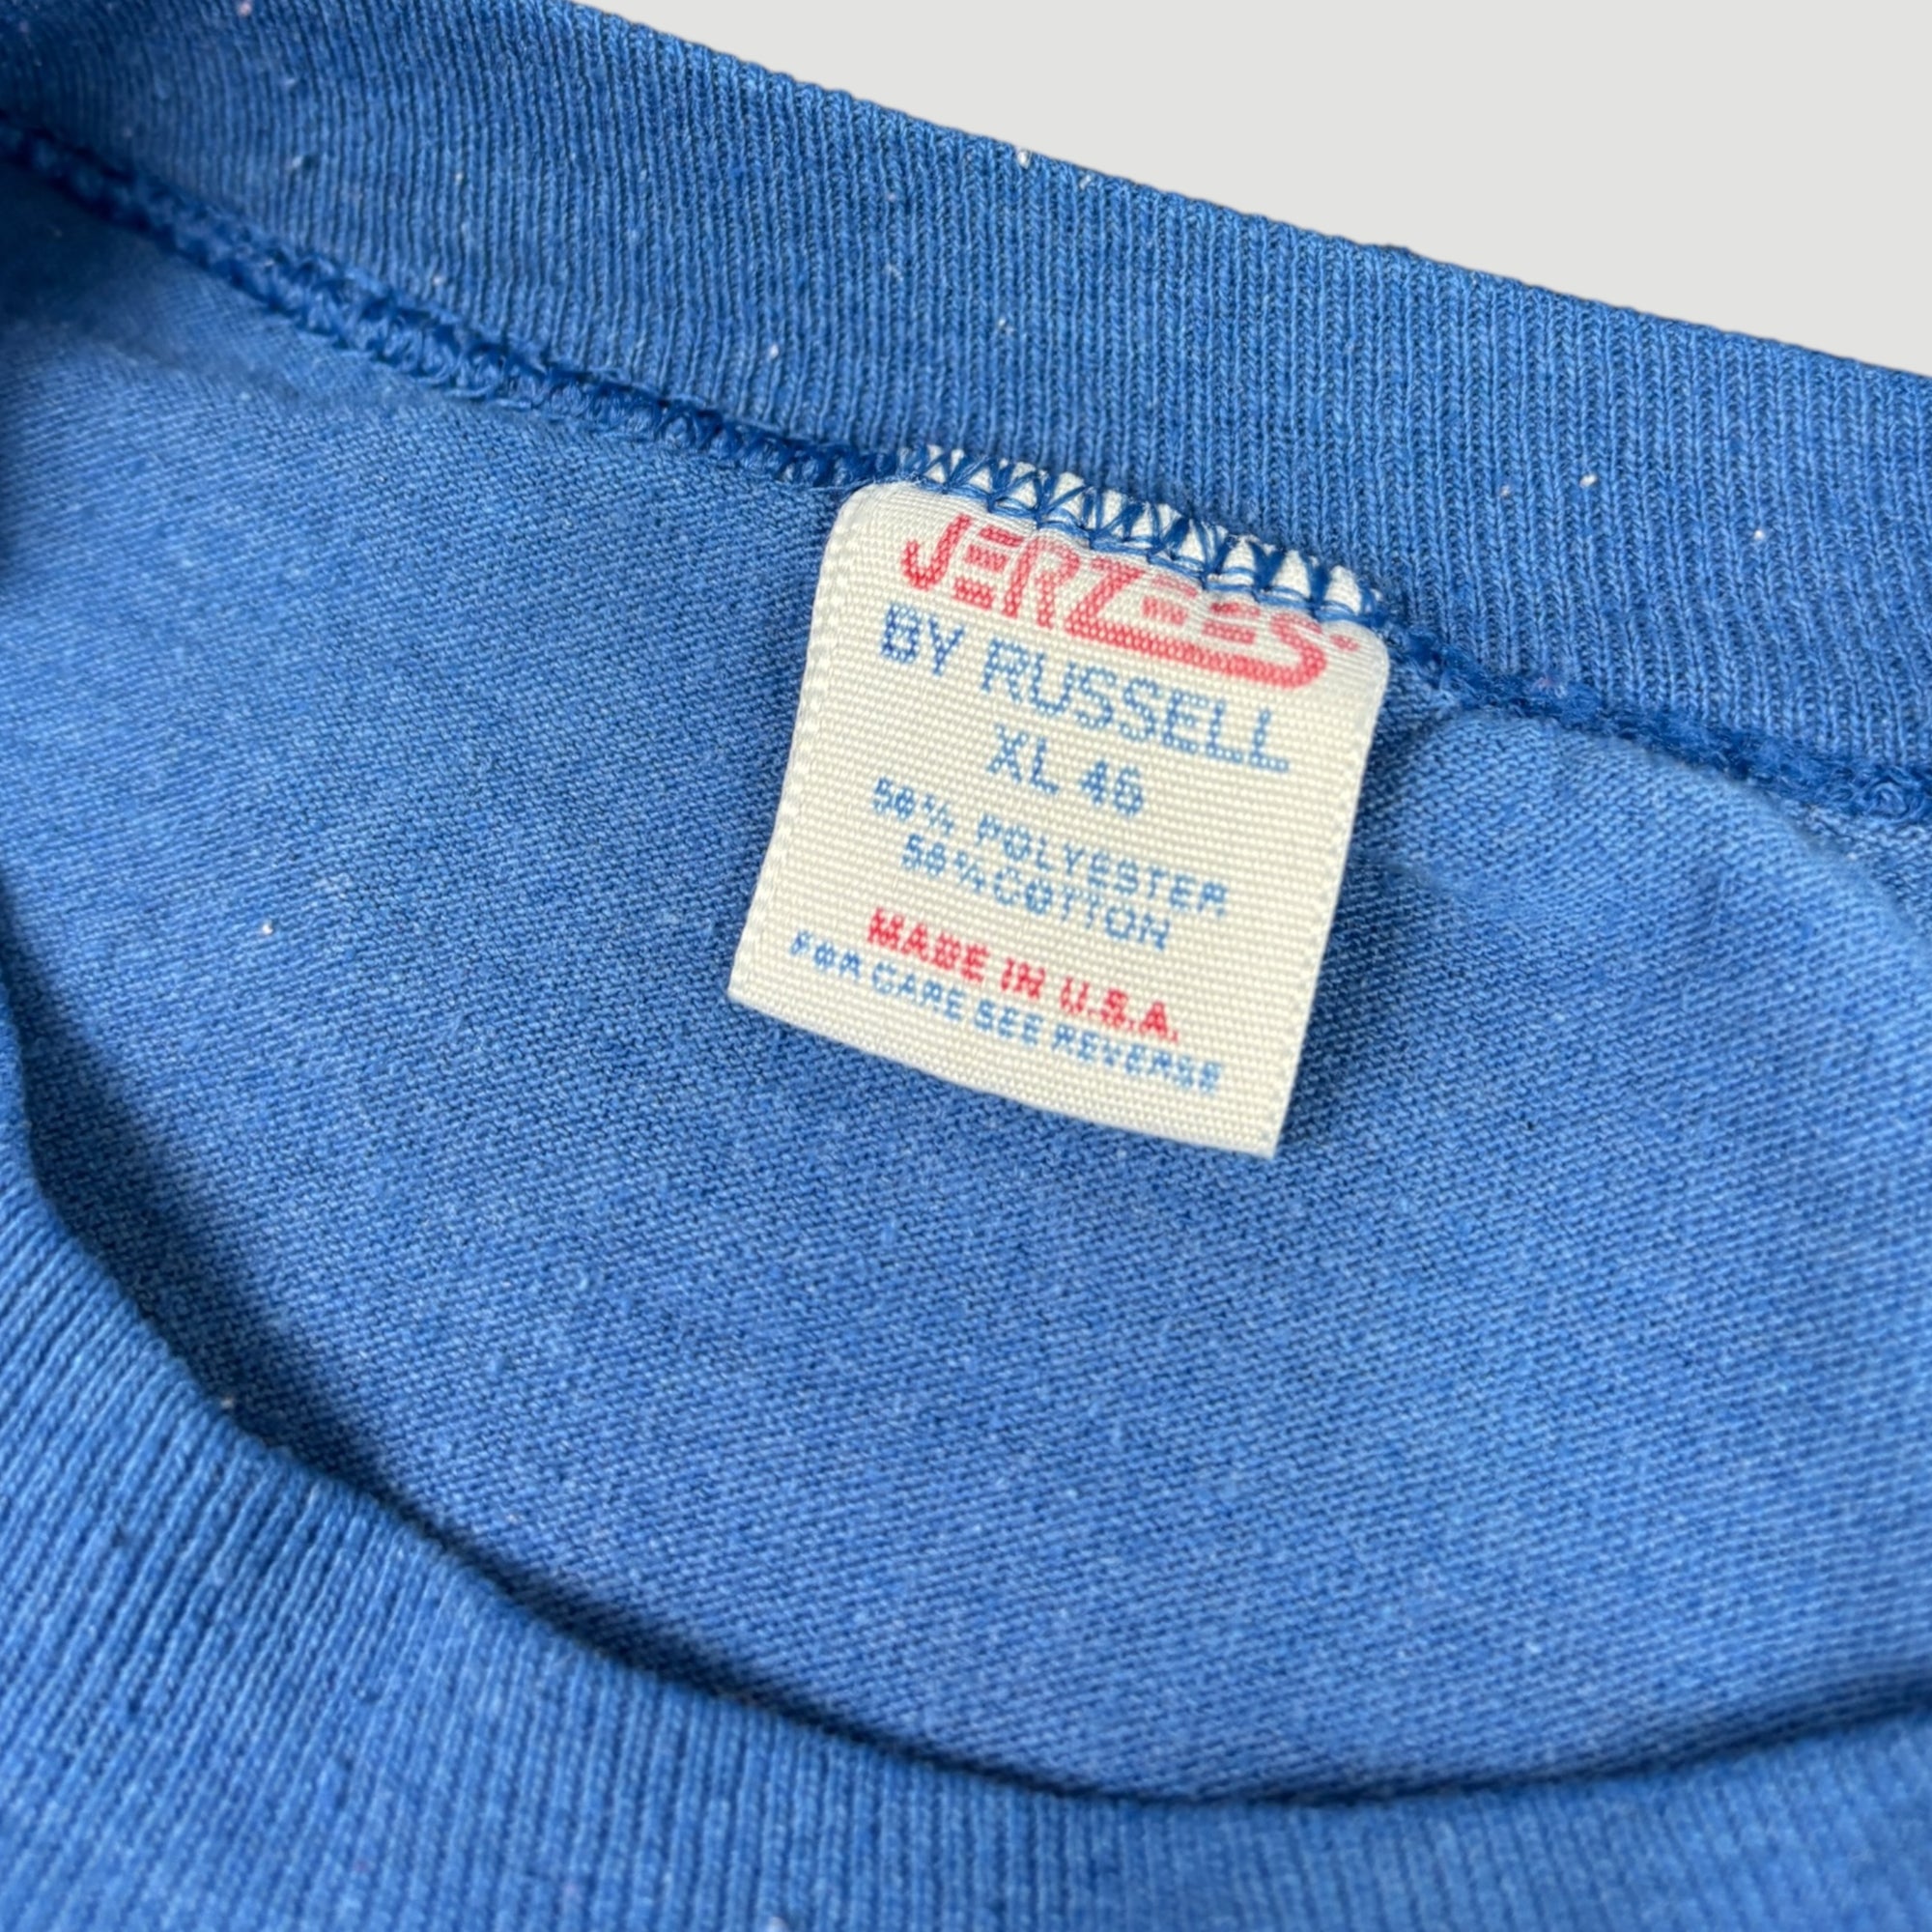 JERZEES
BY RUSSELL
XL 46
50% POLYESTER
50% COTTON
MADE IN U.S.A.
FOR CARE SEE REVERSE